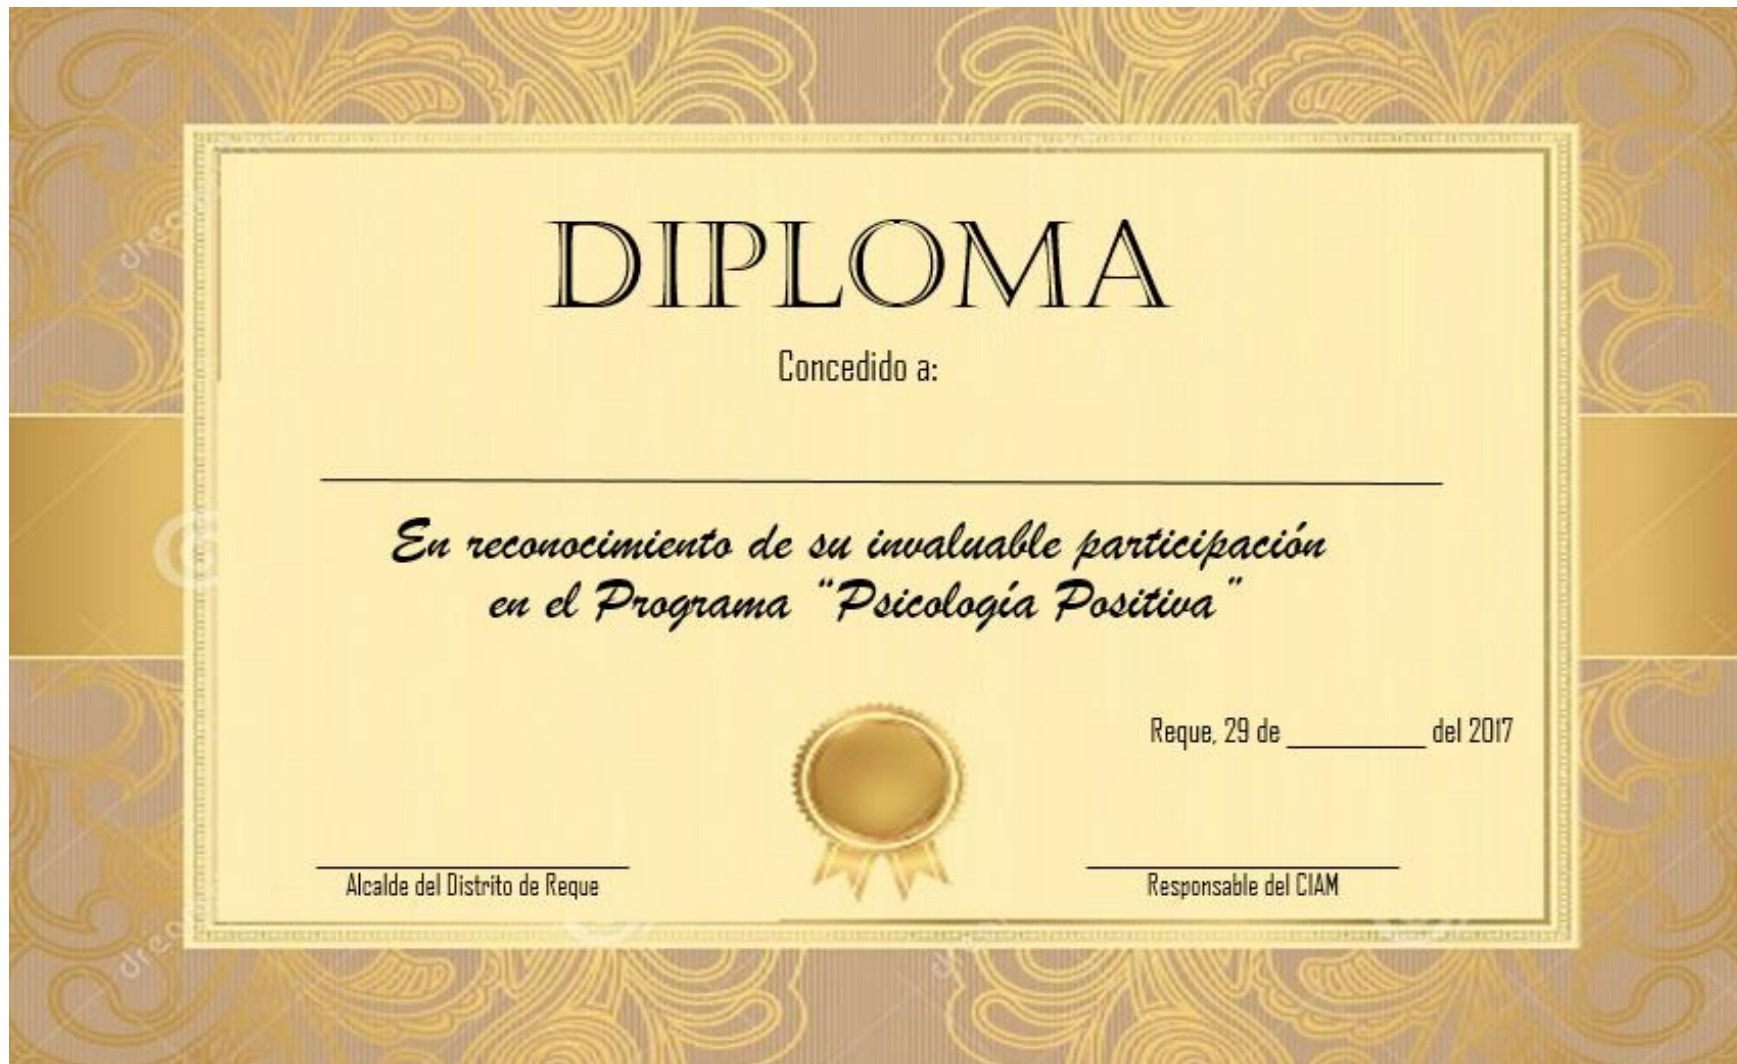 DIPLOMA
Concedido a:
En reconocimiento de su invaluable participación
en el Programa “Psicología Positiva”
Reque, 29 de __________ del 2017
Alcalde del Distrito de Reque
Responsable del CIAM